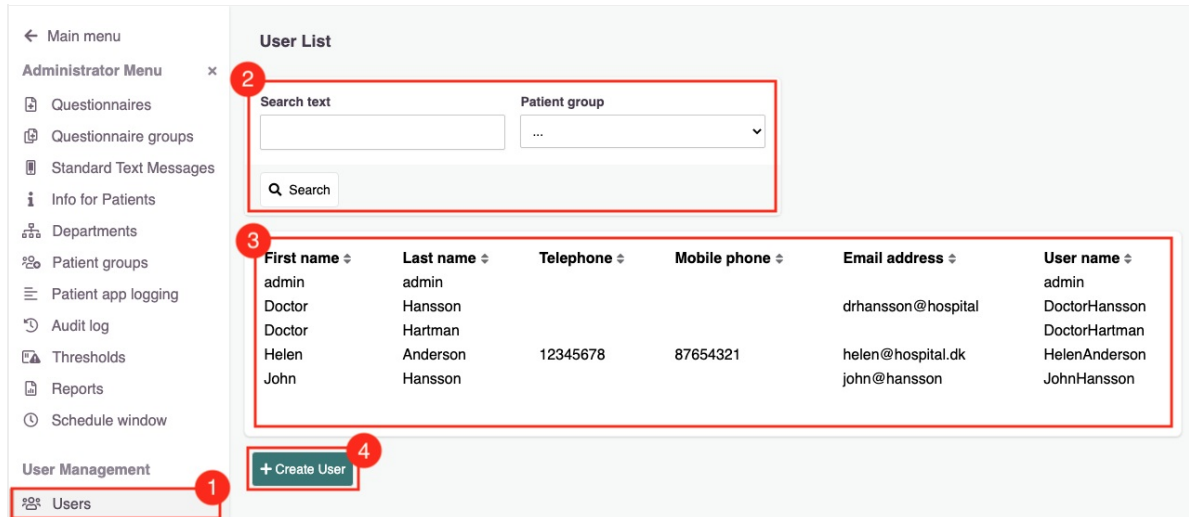 Main menu
Administrator Menu ×
Questionnaires
Questionnaire groups
Standard Text Messages
Info for Patients
Departments
Patient groups
Patient app logging
Audit log
Thresholds
Reports
Schedule window
User Management
1
Users
User List
2
Search text Patient group
...
Search
3
First name Last name Telephone Mobile phone Email address User name
admin admin admin
Doctor Hansson drhansson@hospital DoctorHansson
Doctor Hartman DoctorHartman
Helen Anderson 12345678 87654321 helen@hospital.dk HelenAnderson
John Hansson john@hansson JohnHansson
4
+ Create User